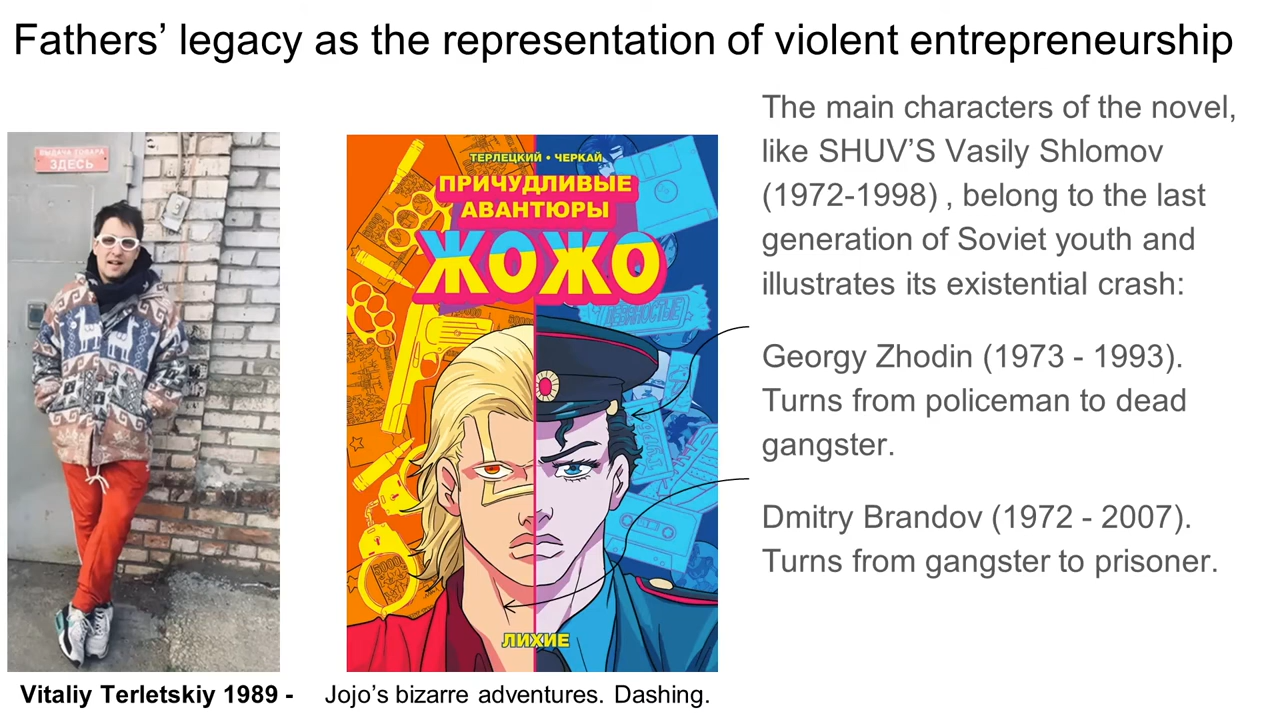 Fathers’ legacy as the representation of violent entrepreneurship
ВЫДАЧА ТОВАРА
ЗДЕСЬ
ТЕРЛЕЦКИЙ • ЧЕРКАЙ
ПРИЧУДЛИВЫЕ
АВАНТЮРЫ
ЖОЖО
ЛИХИЕ
The main characters of the novel,
like SHUV’S Vasily Shlomov
(1972-1998) , belong to the last
generation of Soviet youth and
illustrates its existential crash:
Georgy Zhodin (1973 - 1993).
Turns from policeman to dead
gangster.
Dmitry Brandov (1972 - 2007).
Turns from gangster to prisoner.
Vitaliy Terletskiy 1989 -
Jojo’s bizarre adventures. Dashing.